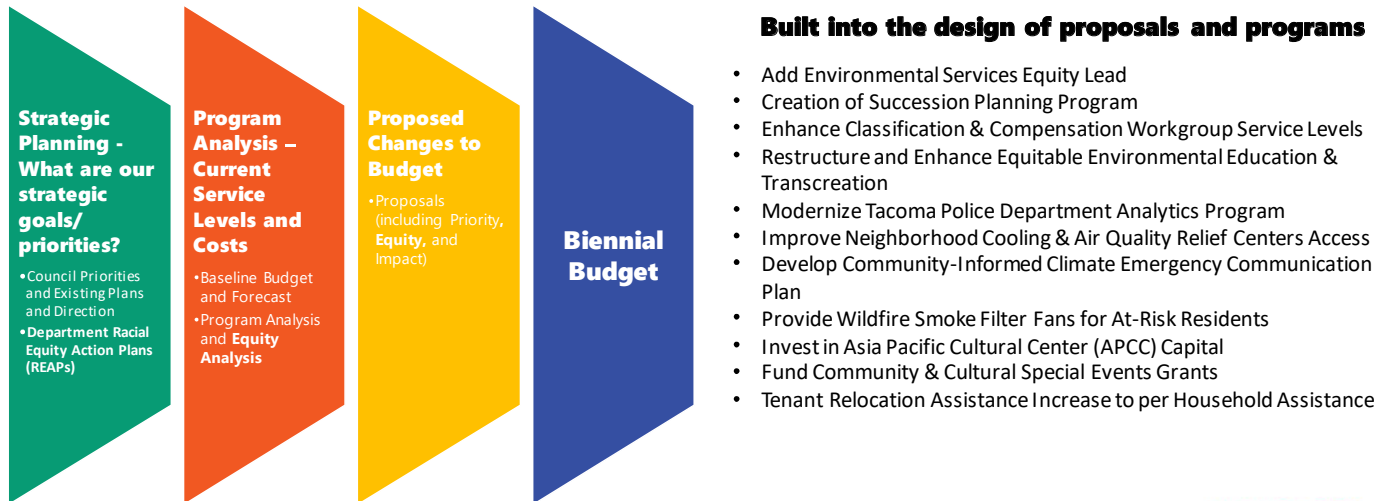 Strategic
Planning -
What are our
strategic
goals/
priorities?
•Council Priorities
and Existing Plans
and Direction
•Department Racial
Equity Action Plans
(REAPs)
Program
Analysis –
Current
Service
Levels and
Costs
•Baseline Budget
and Forecast
•Program Analysis
and Equity
Analysis
Proposed
Changes to
Budget
•Proposals
(including Priority,
Equity, and
Impact)
Biennial
Budget
Built into the design of proposals and programs
• Add Environmental Services Equity Lead
• Creation of Succession Planning Program
• Enhance Classification & Compensation Workgroup Service Levels
• Restructure and Enhance Equitable Environmental Education &
Transcreation
• Modernize Tacoma Police Department Analytics Program
• Improve Neighborhood Cooling & Air Quality Relief Centers Access
• Develop Community-Informed Climate Emergency Communication
Plan
• Provide Wildfire Smoke Filter Fans for At-Risk Residents
• Invest in Asia Pacific Cultural Center (APCC) Capital
• Fund Community & Cultural Special Events Grants
• Tenant Relocation Assistance Increase to per Household Assistance